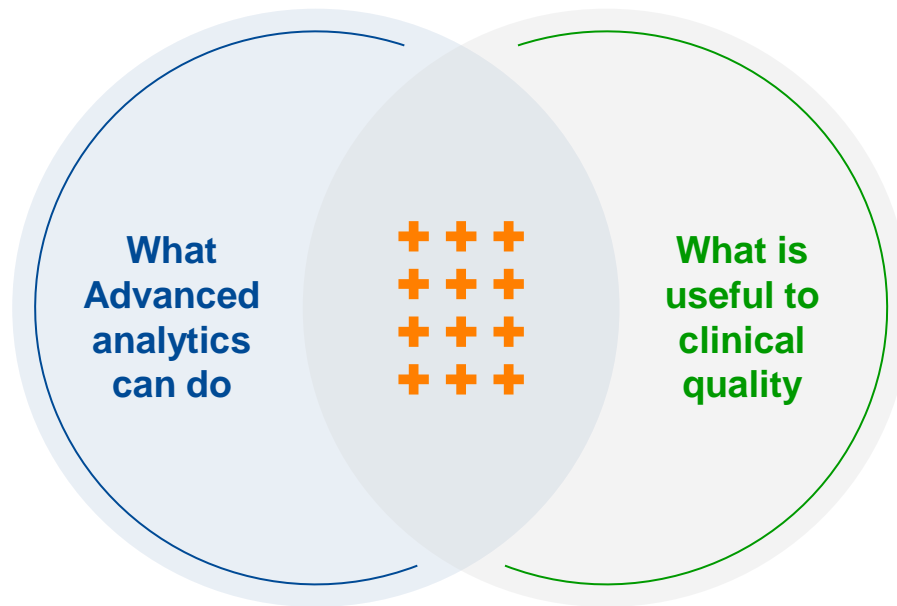 What
Advanced
analytics
can do
What is
useful to
clinical
quality